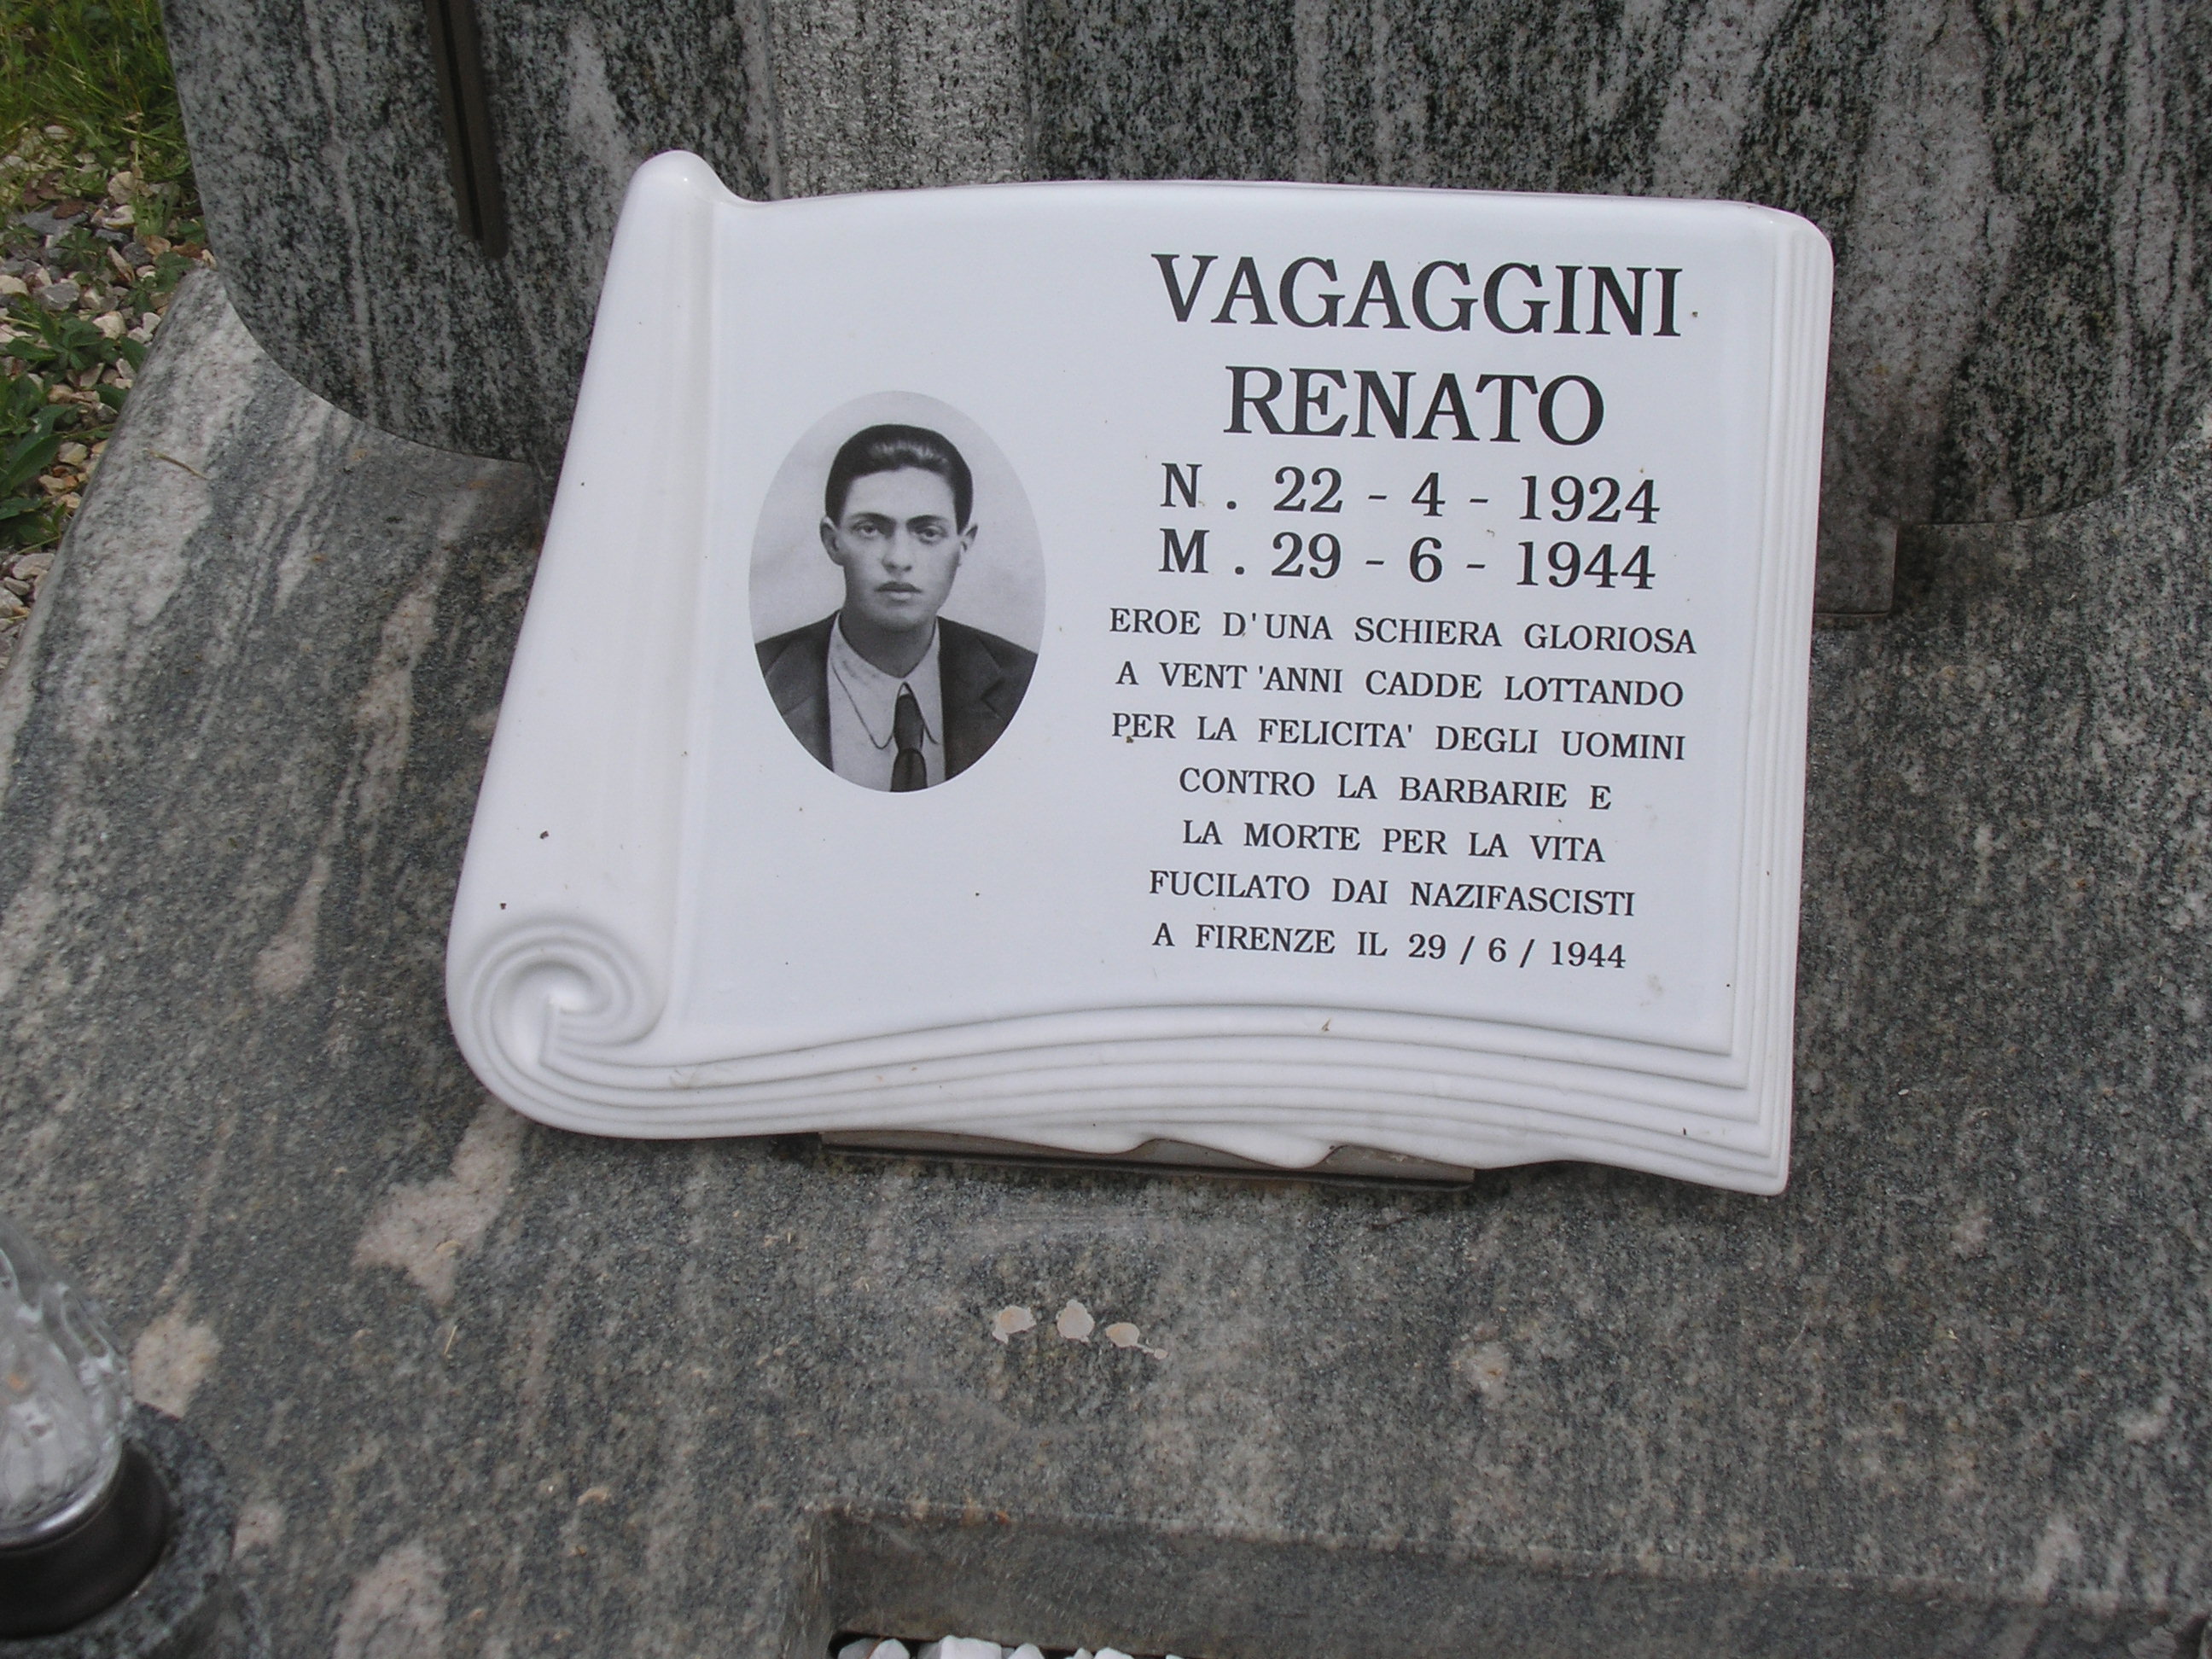 VAGAGGINI
RENATO
N. 22 - 4 - 1924
M. 29 - 6 - 1944
EROE D'UNA SCHIERA GLORIOSA
A VENT'ANNI CADDE LOTTANDO
PER LA FELICITA' DEGLI UOMINI
CONTRO LA BARBARIE E
LA MORTE PER LA VITA
FUCILATO DAI NAZIFASCISTI
A FIRENZE IL 29 / 6 / 1944